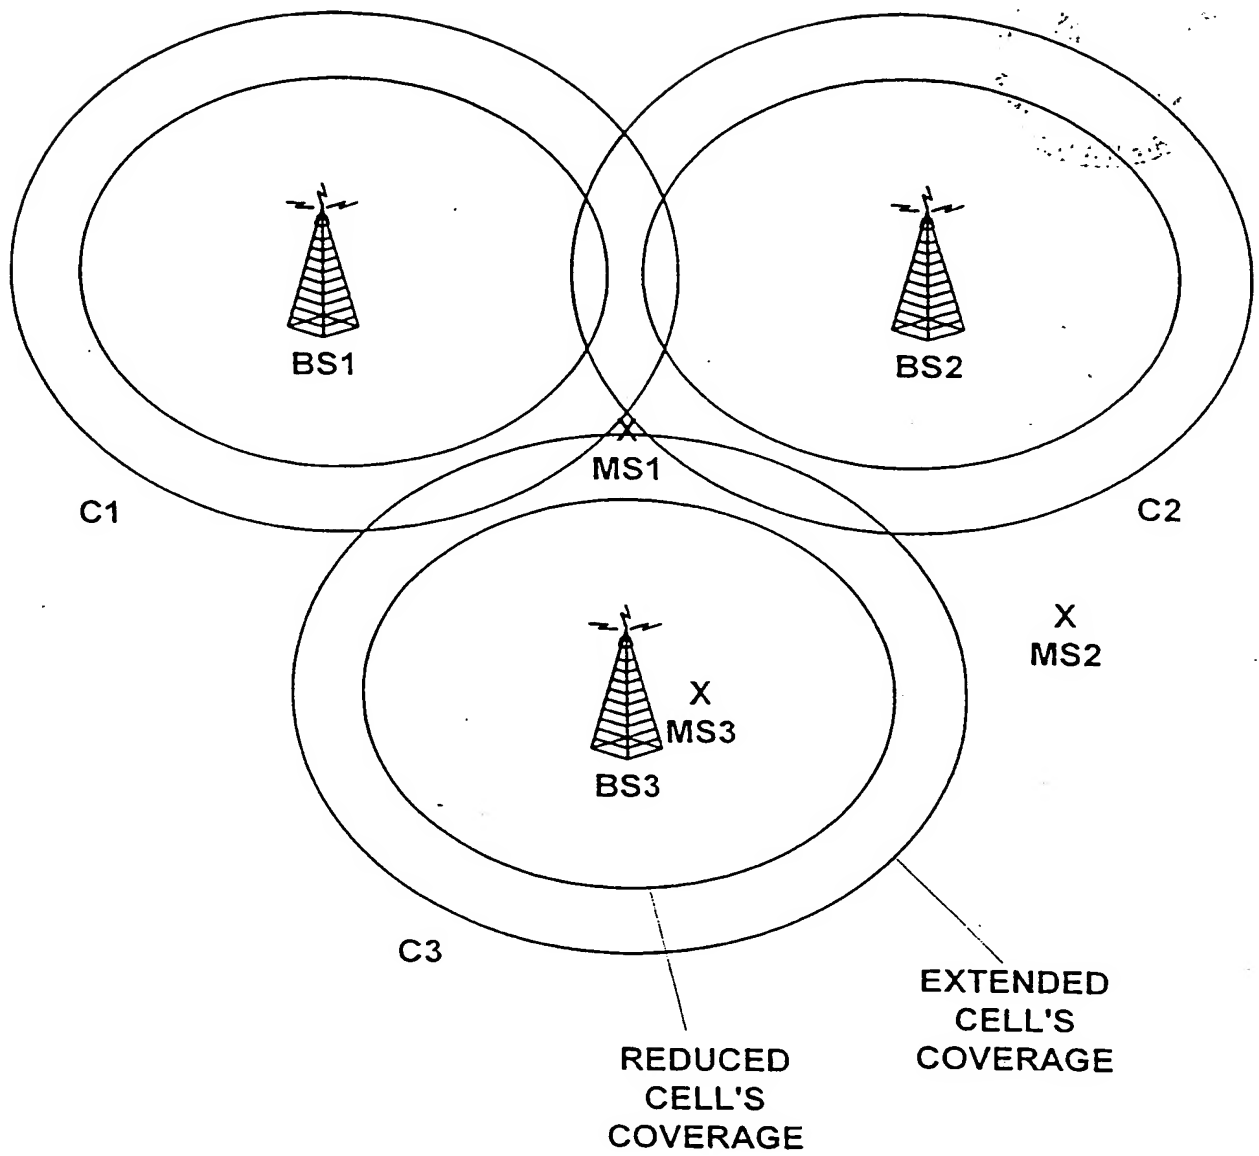 BS1
BS2
X
MS1
C1
C2
X
MS2
X
MS3
BS3
C3
EXTENDED
CELL'S
COVERAGE
REDUCED
CELL'S
COVERAGE